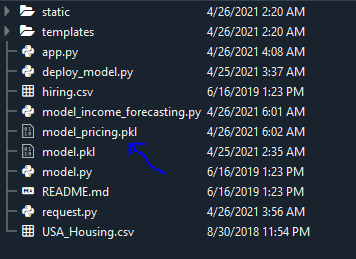 static 4/26/2021 2:20 AM
templates 4/26/2021 2:20 AM
app.py 4/26/2021 4:08 AM
deploy_model.py 4/25/2021 3:37 AM
hiring.csv 6/16/2019 1:23 PM
model_income_forecasting.py 4/26/2021 6:01 AM
model_pricing.pkl 4/26/2021 6:02 AM
model.pkl 4/25/2021 2:35 AM
model.py 6/16/2019 1:23 PM
README.md 6/16/2019 1:23 PM
request.py 4/26/2021 3:56 AM
USA_Housing.csv 8/30/2018 11:54 PM